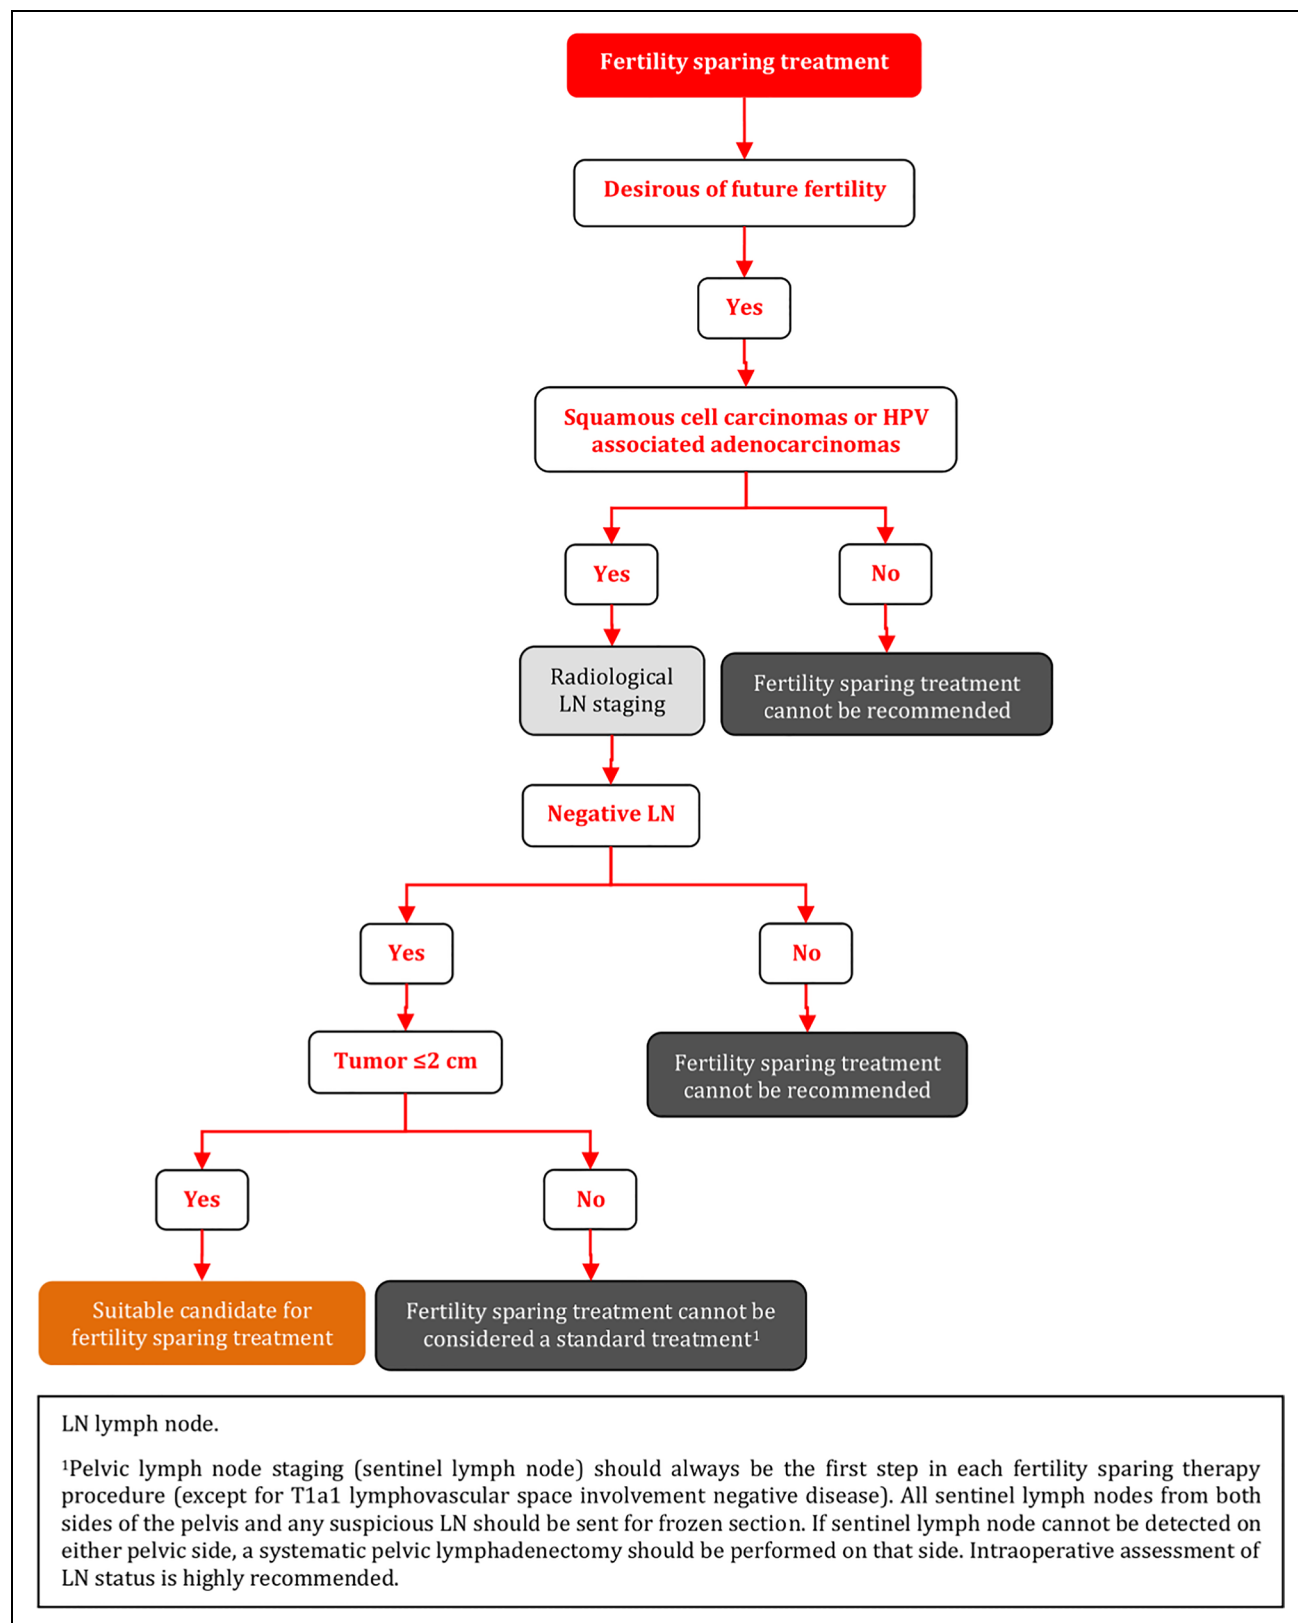 Fertility sparing treatment
Desirous of future fertility
Yes
Squamous cell carcinomas or HPV
associated adenocarcinomas
Yes
No
Radiological
LN staging
Fertility sparing treatment
cannot be recommended
Negative LN
Yes
No
Tumor ≤2 cm
Fertility sparing treatment
cannot be recommended
Yes
No
Suitable candidate for
fertility sparing treatment
Fertility sparing treatment cannot be
considered a standard treatment¹
LN lymph node.
¹Pelvic lymph node staging (sentinel lymph node) should always be the first step in each fertility sparing therapy
procedure (except for T1a1 lymphovascular space involvement negative disease). All sentinel lymph nodes from both
sides of the pelvis and any suspicious LN should be sent for frozen section. If sentinel lymph node cannot be detected on
either pelvic side, a systematic pelvic lymphadenectomy should be performed on that side. Intraoperative assessment of
LN status is highly recommended.